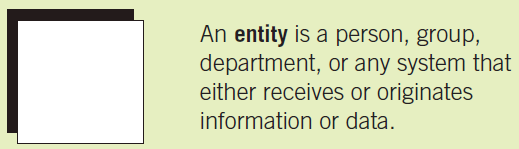 An entity is a person, group,
department, or any system that
either receives or originates
information or data.